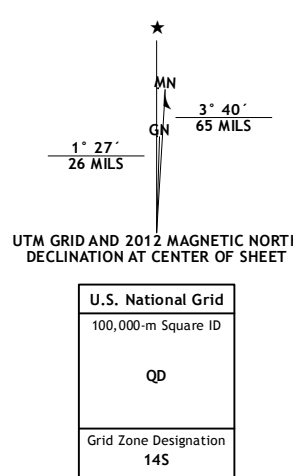 ★
MN
3° 40´
65 MILS
GN
1° 27´
26 MILS
UTM GRID AND 2012 MAGNETIC NORTH
DECLINATION AT CENTER OF SHEET
U.S. National Grid
100,000-m Square ID
QD
Grid Zone Designation
14S